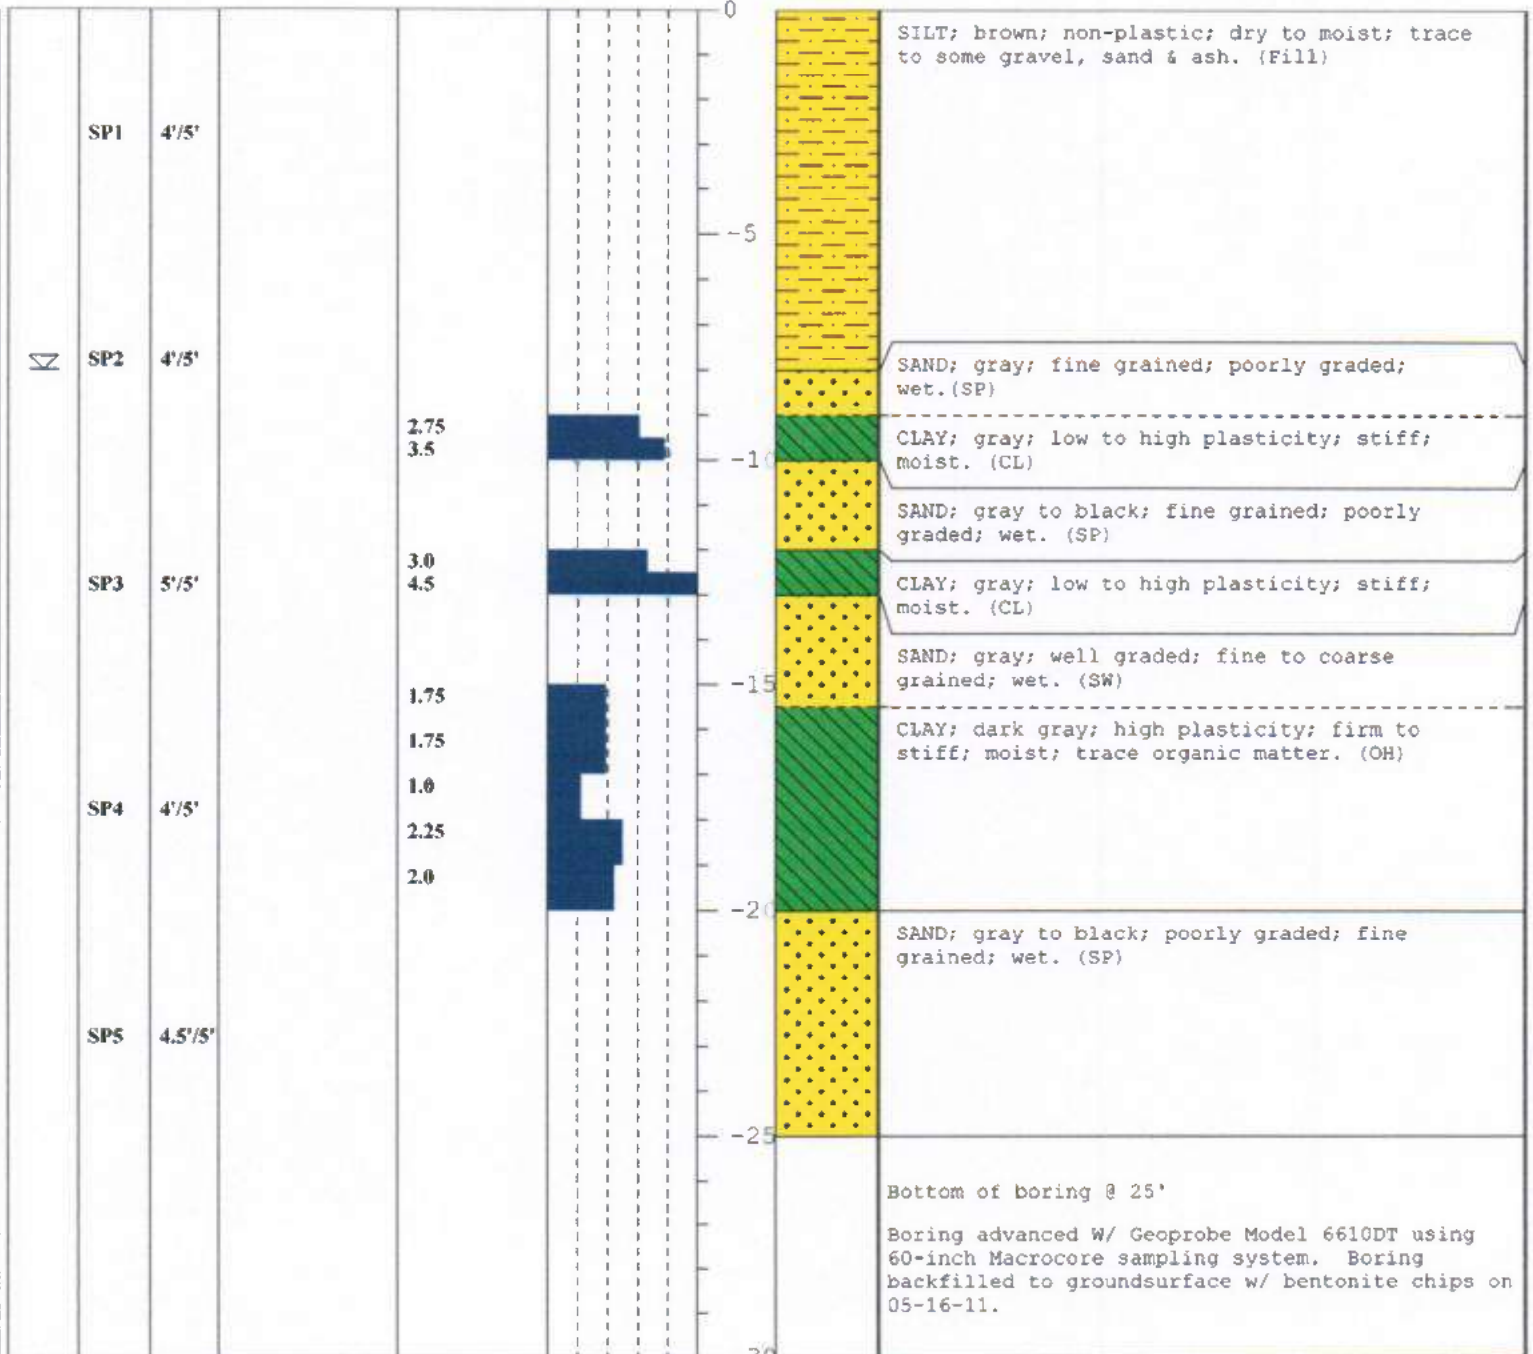 0
SILT; brown; non-plastic; dry to moist; trace
to some gravel, sand & ash. (Fill)
SP1 4'/5'
-5
SP2 4'/5'
SAND; gray; fine grained; poorly graded;
wet.(SP)
2.75
3.5
-10
CLAY; gray; low to high plasticity; stiff;
moist. (CL)
SAND; gray to black; fine grained; poorly
graded; wet. (SP)
3.0
4.5
SP3 5'/5'
CLAY; gray; low to high plasticity; stiff;
moist. (CL)
SAND; gray; well graded; fine to coarse
grained; wet. (SW)
-15
1.75
1.75
1.0
CLAY; dark gray; high plasticity; firm to
stiff; moist; trace organic matter. (OH)
SP4 4'/5'
2.25
2.0
-20
SAND; gray to black; poorly graded; fine
grained; wet. (SP)
SP5 4.5'/5'
-25
Bottom of boring @ 25'
Boring advanced W/ Geoprobe Model 6610DT using
60-inch Macrocore sampling system. Boring
backfilled to groundsurface w/ bentonite chips on
05-16-11.